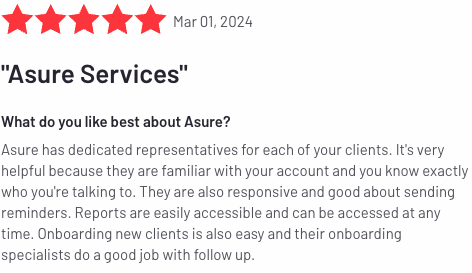 Mar 01, 2024
"Asure Services"
What do you like best about Asure?
Asure has dedicated representatives for each of your clients. It's very
helpful because they are familiar with your account and you know exactly
who you're talking to. They are also responsive and good about sending
reminders. Reports are easily accessible and can be accessed at any
time. Onboarding new clients is also easy and their onboarding
specialists do a good job with follow up.